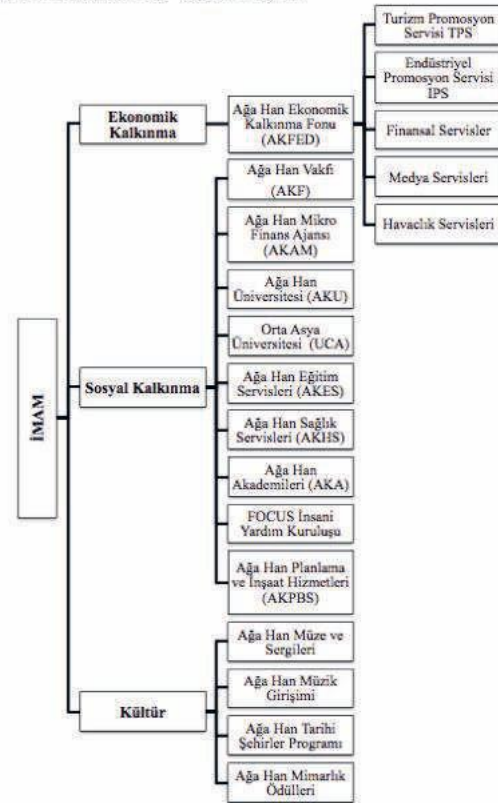 İMAM
Ekonomik
Kalkınma
Ağa Han Ekonomik
Kalkınma Fonu
(AKFED)
Turizm Promosyon
Servisi TPS
Endüstriyel
Promosyon Servisi
IPS
Finansal Servisler
Medya Servisleri
Havaclık Servisleri
Sosyal Kalkınma
Ağa Han Vakfı
(AKF)
Ağa Han Mikro
Finans Ajansı
(AKAM)
Ağa Han
Üniversitesi (AKU)
Orta Asya
Üniversitesi (UCA)
Ağa Han Eğitim
Servisleri (AKES)
Ağa Han Sağlık
Servisleri (AKHS)
Ağa Han
Akademileri (AKA)
FOCUS İnsani
Yardım Kuruluşu
Ağa Han Planlama
ve İnşaat Hizmetleri
(AKPBS)
Kültür
Ağa Han Müze ve
Sergileri
Ağa Han Müzik
Girişimi
Ağa Han Tarihi
Şehirler Programı
Ağa Han Mimarlık
Ödülleri